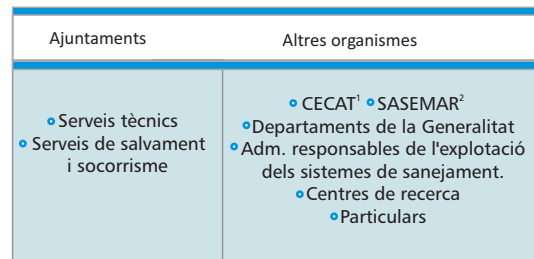 Ajuntaments
Altres organismes
Serveis tècnics
Serveis de salvament
i socorrisme
CECAT¹ SASEMAR²
Departaments de la Generalitat
Adm. responsables de l'explotació
dels sistemes de sanejament.
Centres de recerca
Particulars